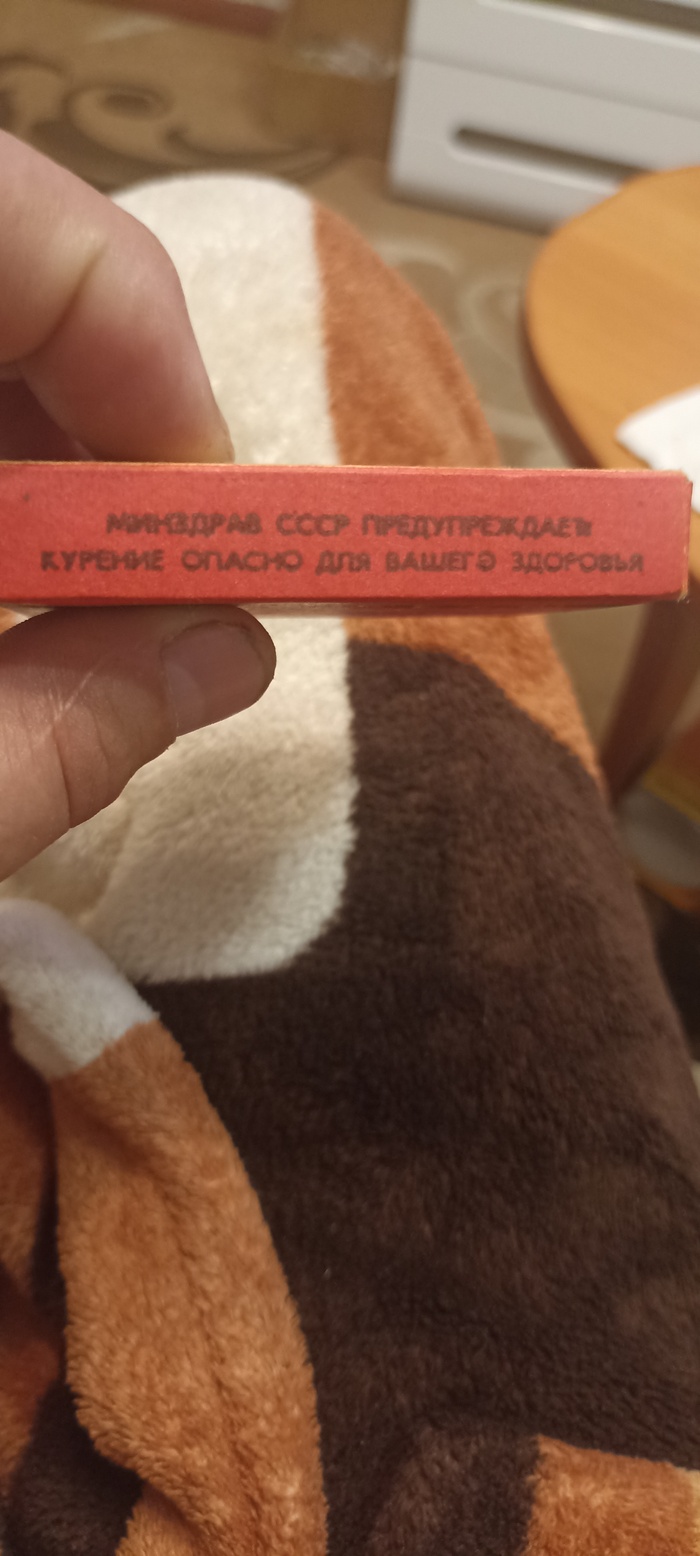 МИНЗДРАВ СССР ПРЕДУПРЕЖДАЕТ
КУРЕНИЕ ОПАСНО ДЛЯ ВАШЕГО ЗДОРОВЬЯ